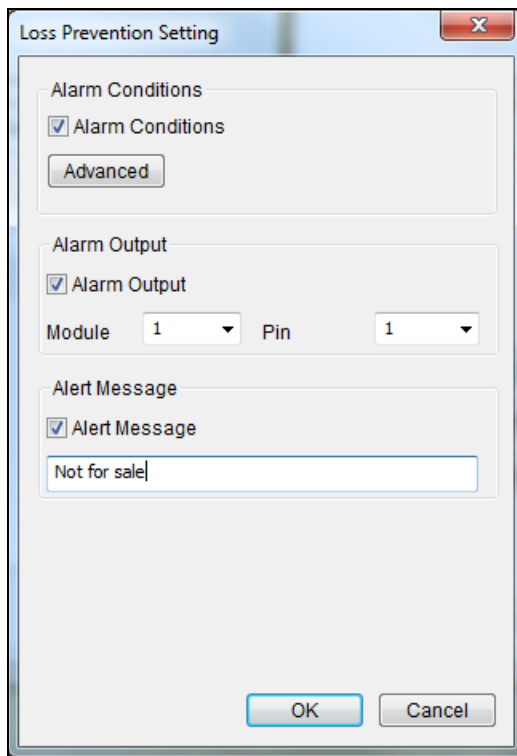 Loss Prevention Setting
Alarm Conditions
Alarm Conditions
Advanced
Alarm Output
Alarm Output
Module 1 Pin 1
Alert Message
Alert Message
Not for sale
OK Cancel